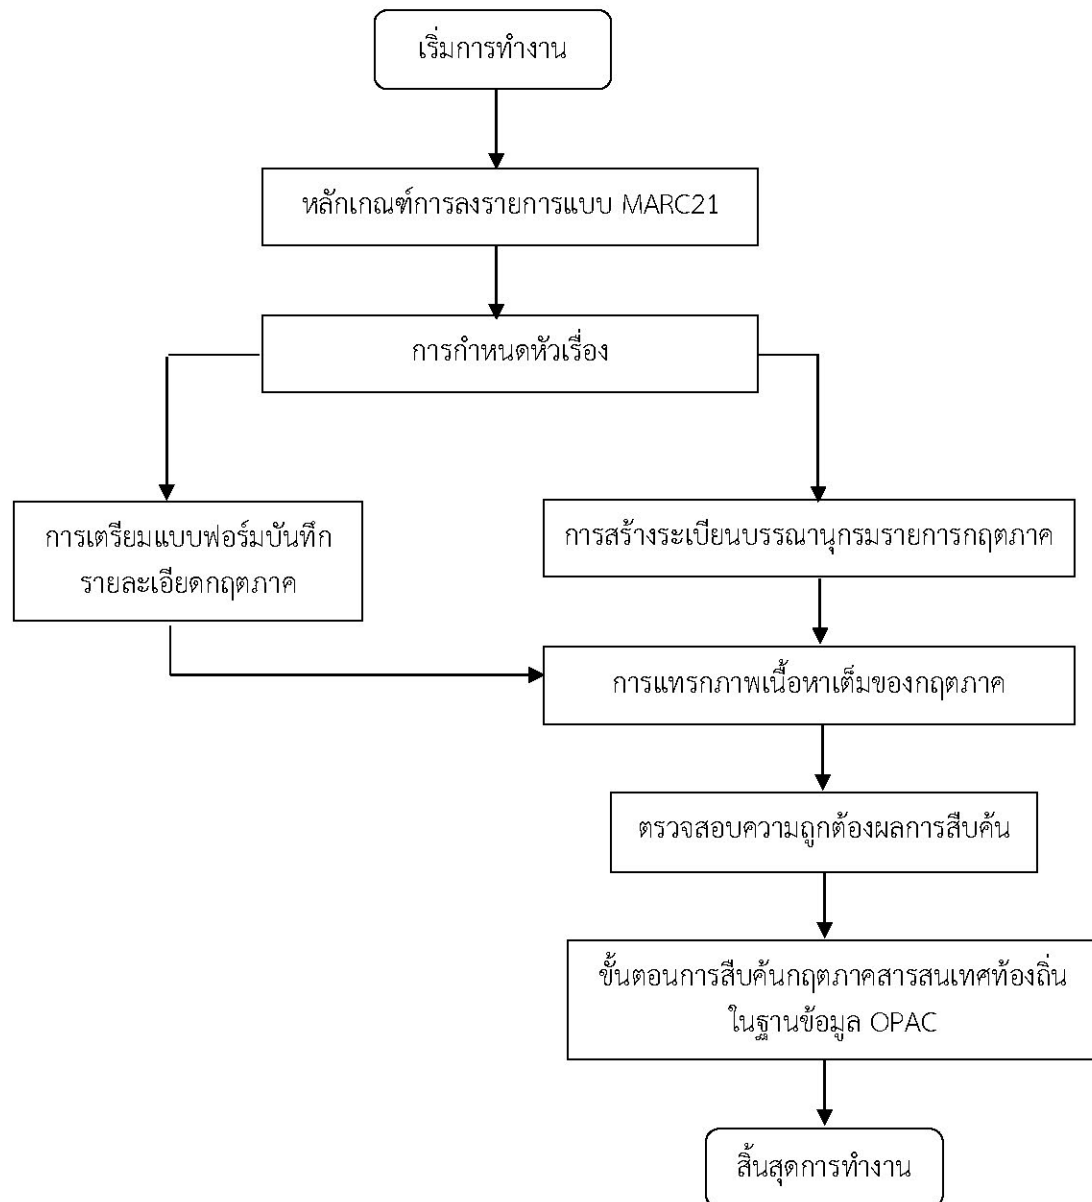 เริ่มการทำงาน
หลักเกณฑ์การลงรายการแบบ MARC21
การกำหนดหัวเรื่อง
การเตรียมแบบฟอร์มบันทึก
รายละเอียดกฤตภาค
การสร้างระเบียนบรรณานุกรมรายการกฤตภาค
การแทรกภาพเนื้อหาเต็มของกฤตภาค
ตรวจสอบความถูกต้องผลการสืบค้น
ขั้นตอนการสืบค้นกฤตภาคสารสนเทศท้องถิ่น
ในฐานข้อมูล OPAC
สิ้นสุดการทำงาน